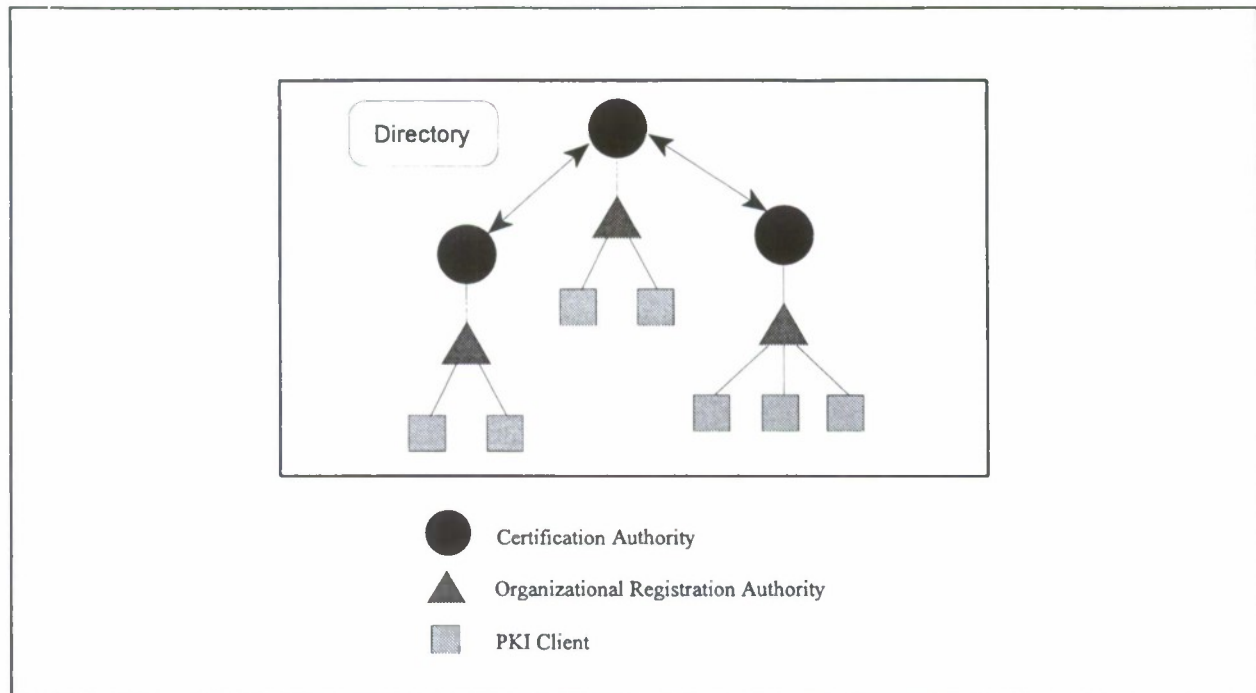 Directory
Certification Authority
Organizational Registration Authority
PKI Client